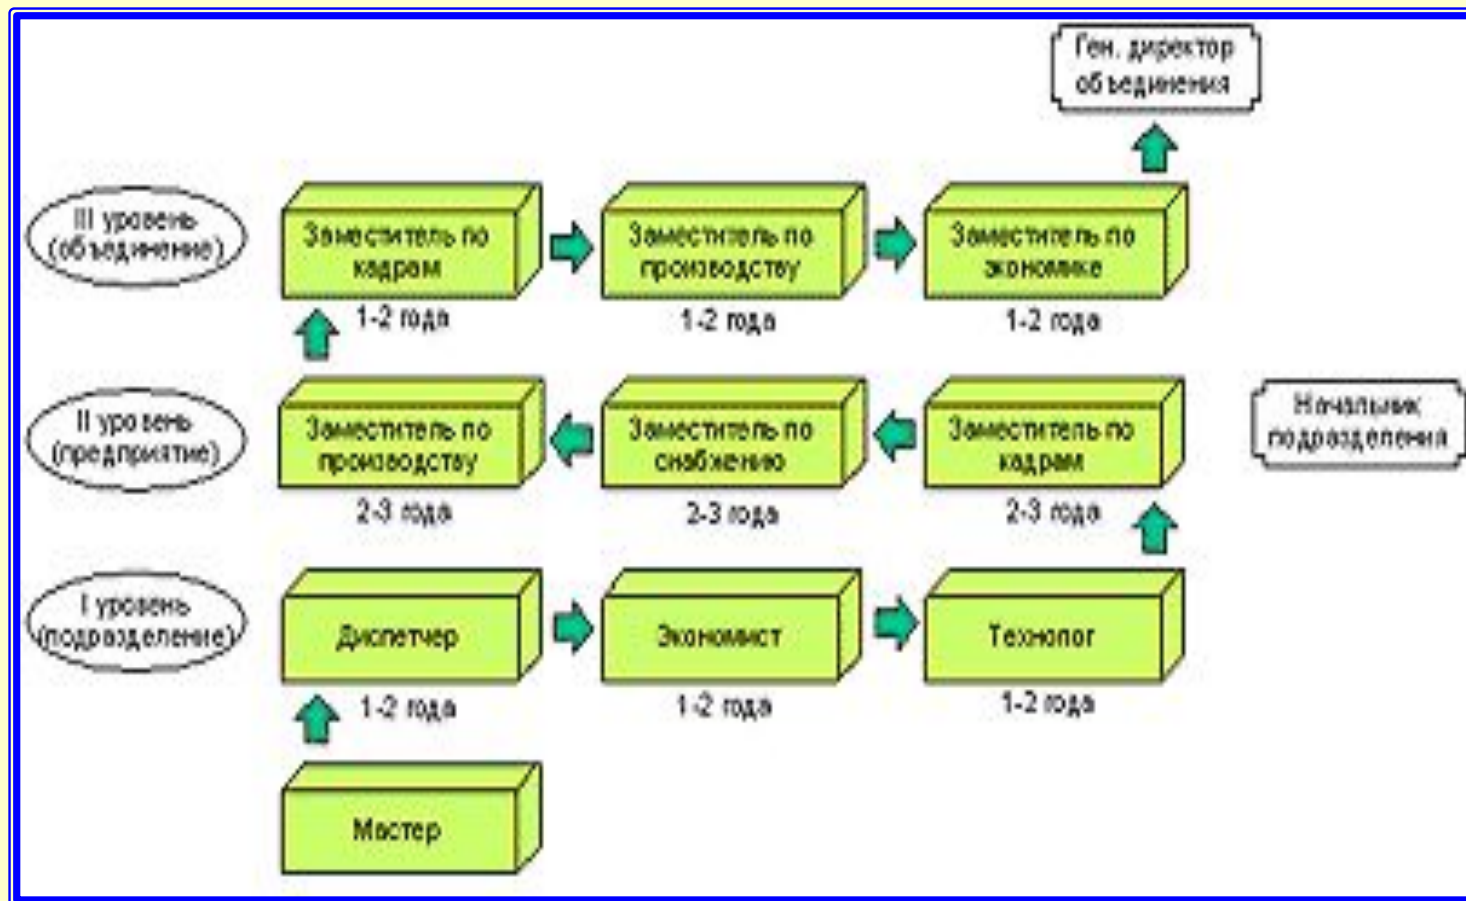 Ген. директор
объединения
III уровень
(объединение)
Заместитель по
кадрам
Заместитель по
производству
Заместитель по
экономике
1-2 года
1-2 года
1-2 года
II уровень
(предприятие)
Заместитель по
производству
Заместитель по
снабжению
Заместитель по
кадрам
Начальник
подразделения
2-3 года
2-3 года
2-3 года
I уровень
(подразделение)
Диспетчер
Экономист
Технолог
1-2 года
1-2 года
1-2 года
Мастер